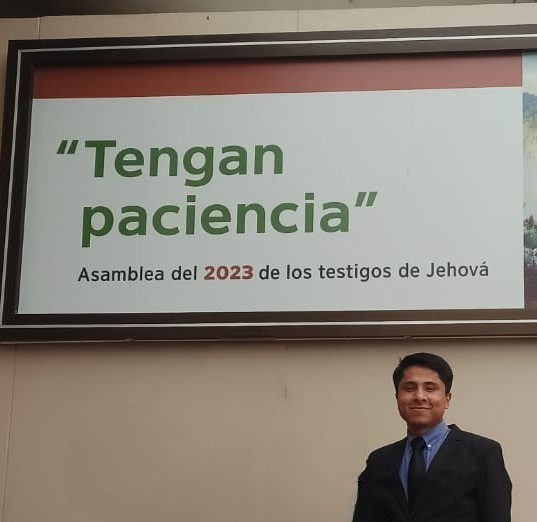 “Tengan
paciencia”
Asamblea del 2023 de los testigos de Jehová